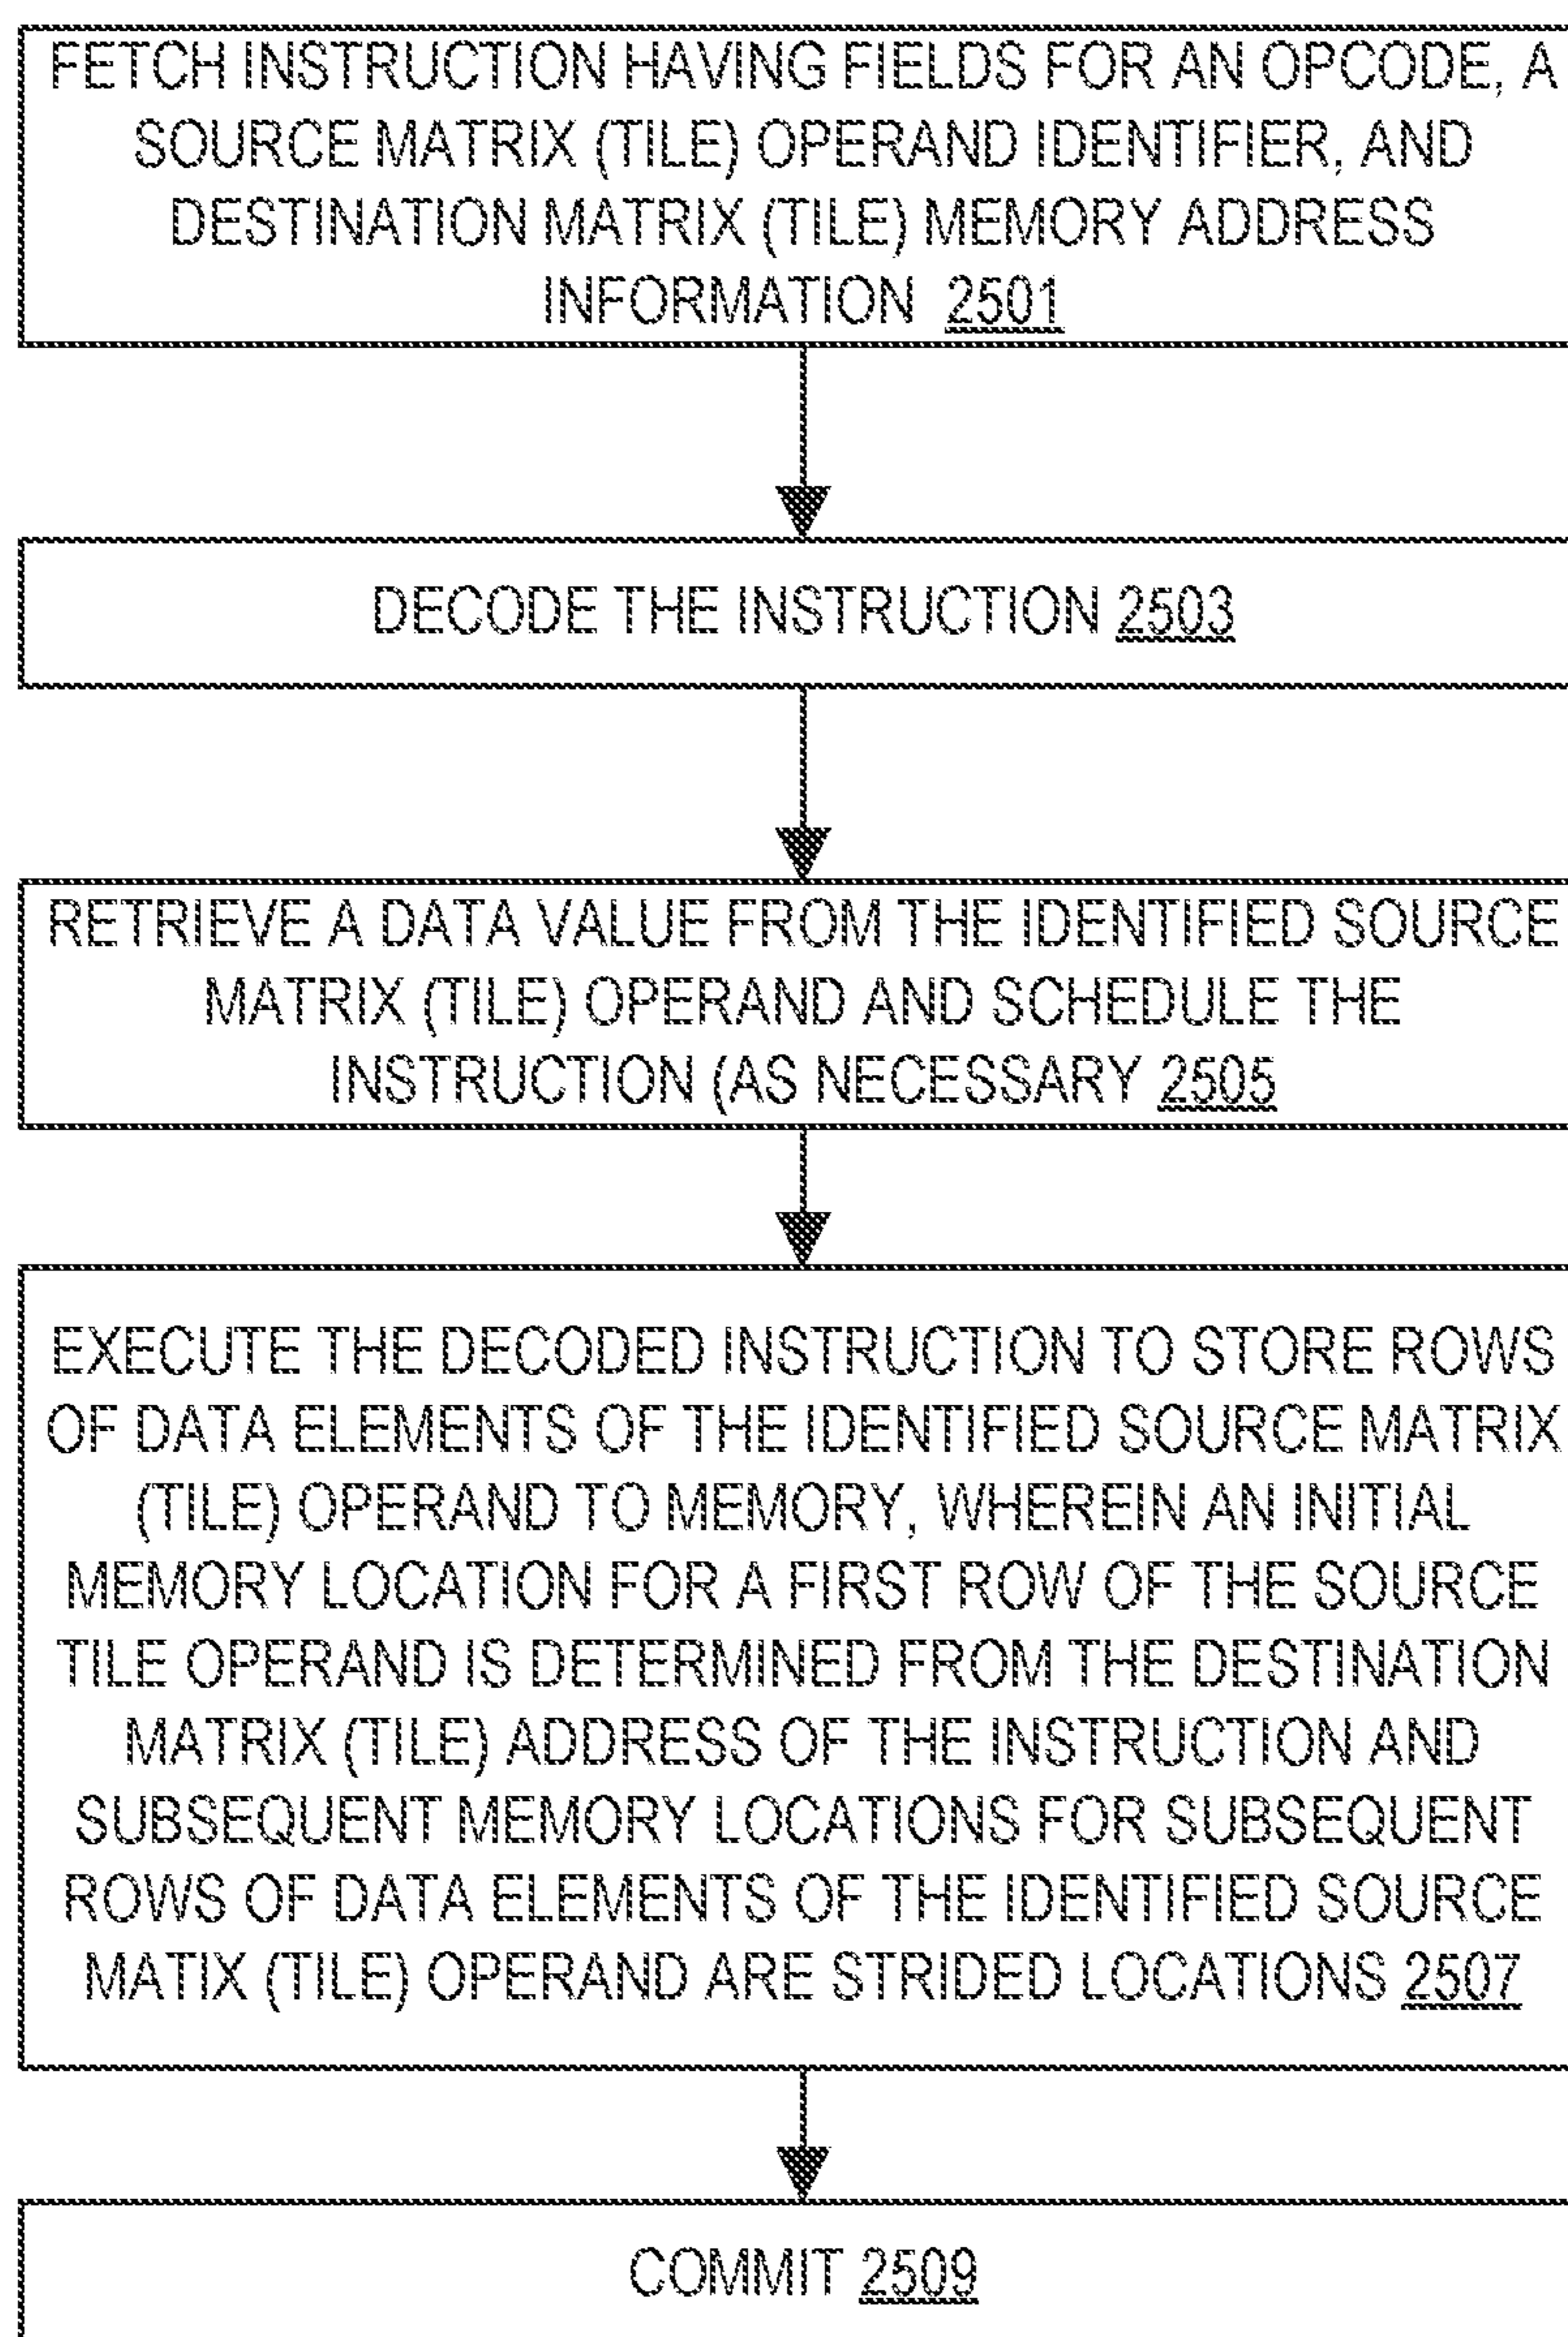 FETCH INSTRUCTION HAVING FIELDS FOR AN OPCODE, A
SOURCE MATRIX (TILE) OPERAND IDENTIFIER, AND
DESTINATION MATRIX (TILE) MEMORY ADDRESS
INFORMATION 2501
DECODE THE INSTRUCTION 2503
RETRIEVE A DATA VALUE FROM THE IDENTIFIED SOURCE
MATRIX (TILE) OPERAND AND SCHEDULE THE
INSTRUCTION (AS NECESSARY 2505
EXECUTE THE DECODED INSTRUCTION TO STORE ROWS
OF DATA ELEMENTS OF THE IDENTIFIED SOURCE MATRIX
(TILE) OPERAND TO MEMORY, WHEREIN AN INITIAL
MEMORY LOCATION FOR A FIRST ROW OF THE SOURCE
TILE OPERAND IS DETERMINED FROM THE DESTINATION
MATRIX (TILE) ADDRESS OF THE INSTRUCTION AND
SUBSEQUENT MEMORY LOCATIONS FOR SUBSEQUENT
ROWS OF DATA ELEMENTS OF THE IDENTIFIED SOURCE
MATIX (TILE) OPERAND ARE STRIDED LOCATIONS 2507
COMMIT 2509